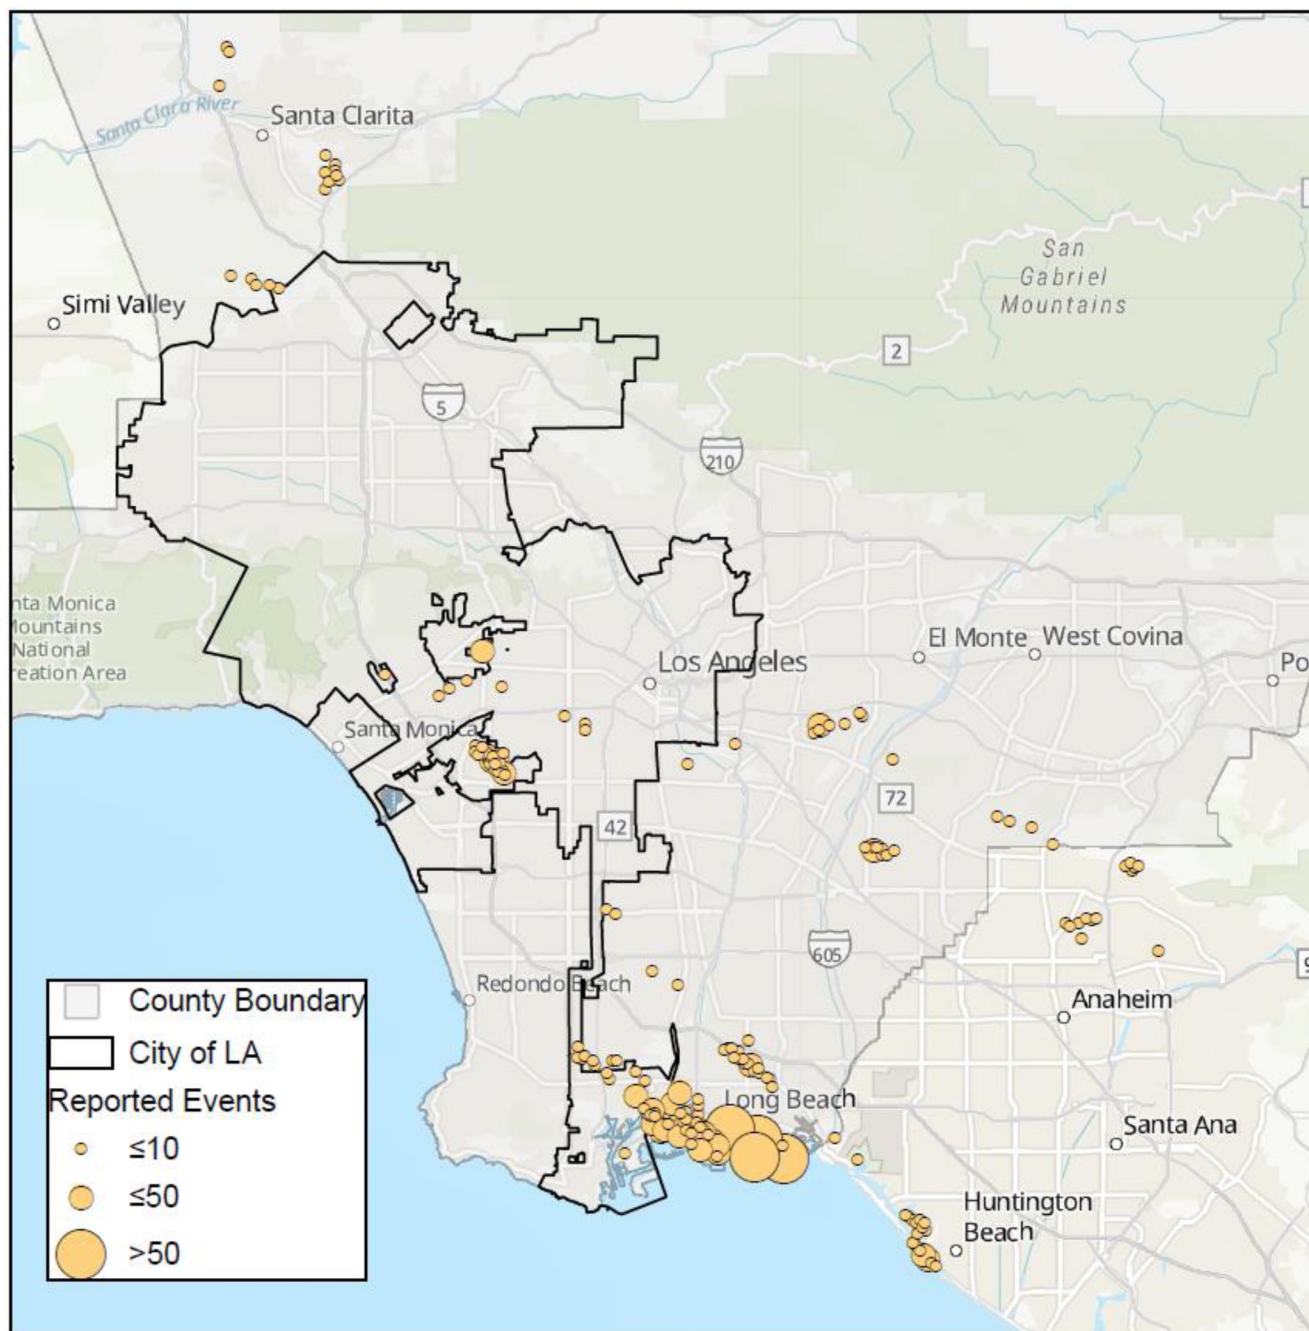 Santa Clara River
Santa Clarita
San
Gabriel
Mountains
Simi Valley
2
5
210
nta Monica
Mountains
National
reation Area
El Monte
West Covina
Los Angeles
Po
Santa Monica
72
42
605
9
Redondo Beach
Anaheim
Long Beach
Santa Ana
Huntington
Beach
County Boundary
City of LA
Reported Events
≤10
≤50
>50